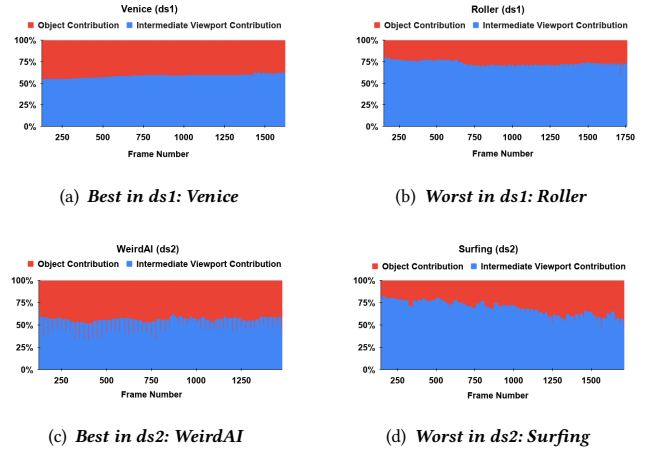 Venice (ds1)
Object Contribution Intermediate Viewport Contribution
100%
75%
50%
25%
0%
250 500 750 1000 1250 1500
Frame Number
(a) Best in ds1: Venice
Roller (ds1)
Object Contribution Intermediate Viewport Contribution
100%
75%
50%
25%
0%
250 500 750 1000 1250 1500 1750
Frame Number
(b) Worst in ds1: Roller
WeirdAI (ds2)
Object Contribution Intermediate Viewport Contribution
100%
75%
50%
25%
0%
250 500 750 1000 1250
Frame Number
(c) Best in ds2: WeirdAI
Surfing (ds2)
Object Contribution Intermediate Viewport Contribution
100%
75%
50%
25%
0%
250 500 750 1000 1250 1500
Frame Number
(d) Worst in ds2: Surfing